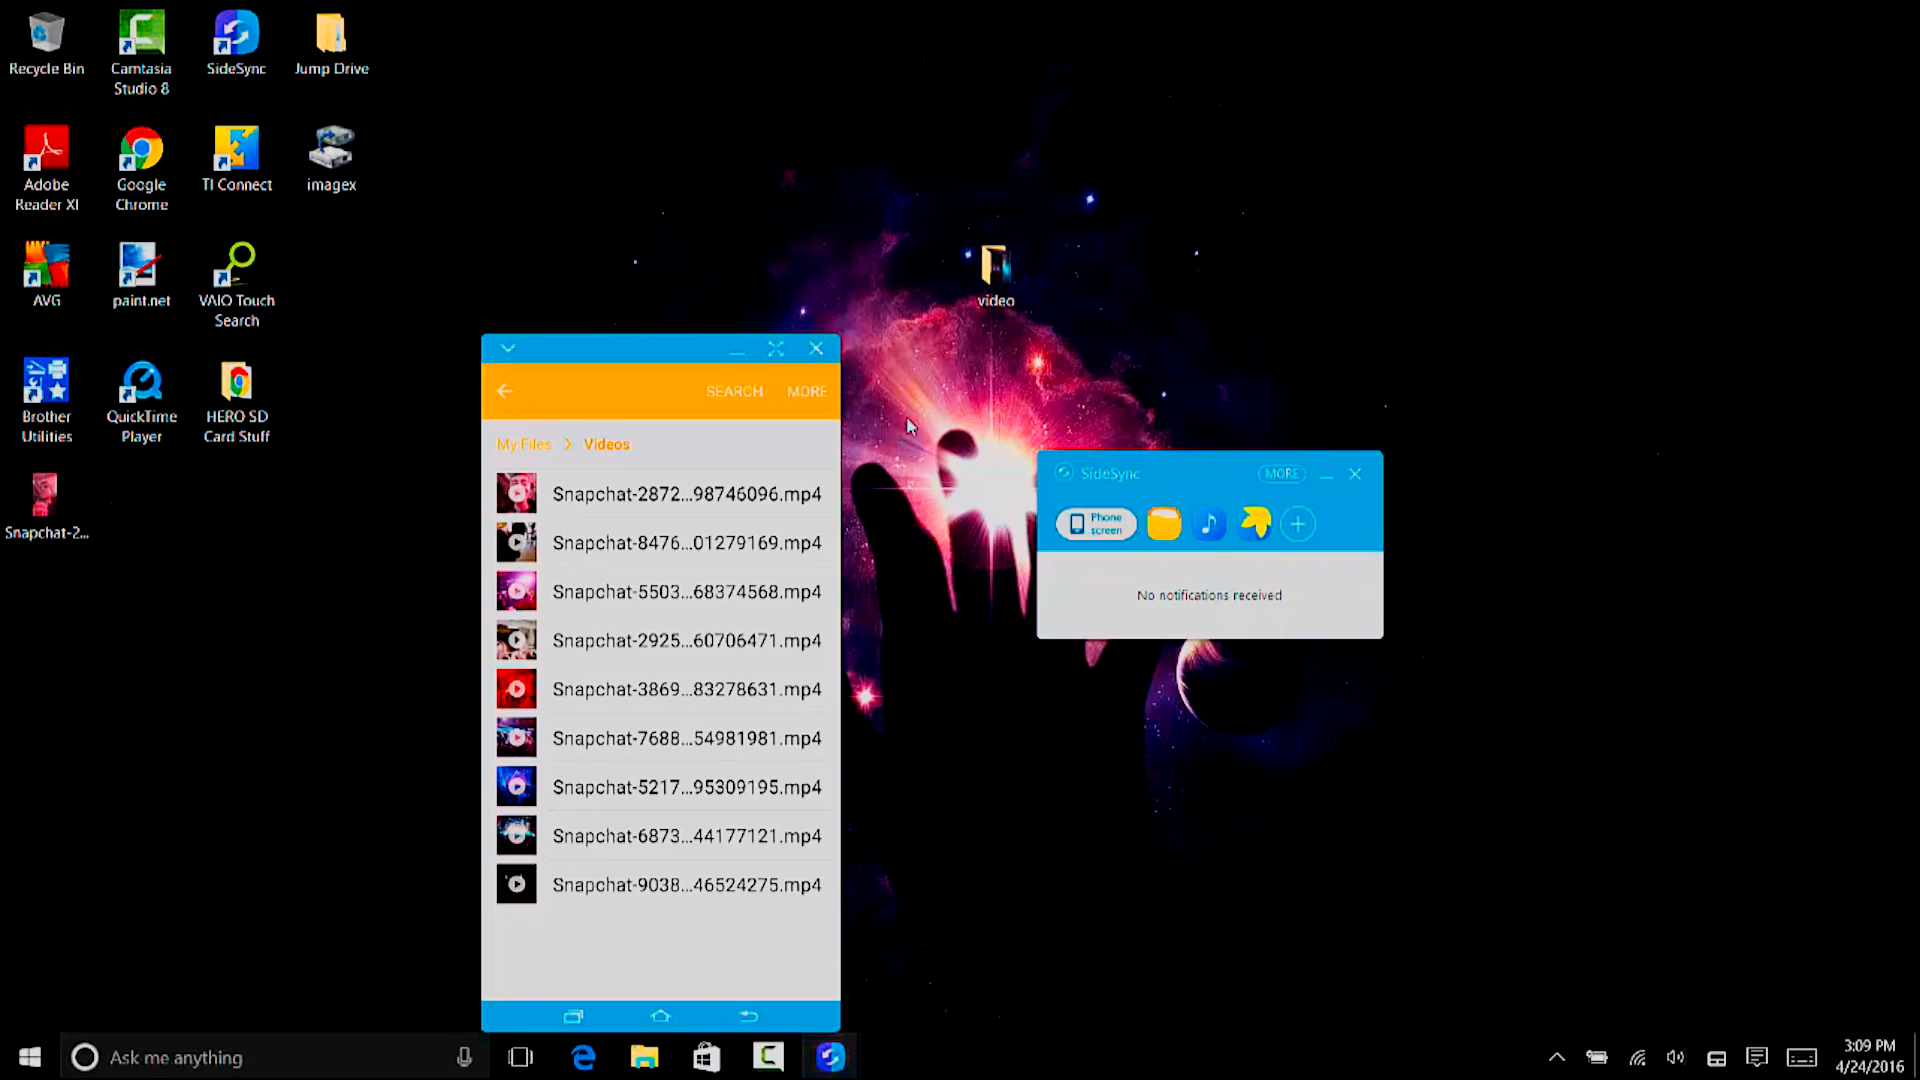 Recycle Bin
Camtasia
Studio 8
SideSync
Jump Drive
Adobe
Reader XI
Google
Chrome
TI Connect
imagex
AVG
paint.net
VAIO Touch
Search
Brother
Utilities
QuickTime
Player
HERO SD
Card Stuff
Snapchat-2...
video
SEARCH
MORE
My Files > Videos
Snapchat-2872...98746096.mp4
Snapchat-8476...01279169.mp4
Snapchat-5503...68374568.mp4
Snapchat-2925...60706471.mp4
Snapchat-3869...83278631.mp4
Snapchat-7688...54981981.mp4
Snapchat-5217...95309195.mp4
Snapchat-6873...44177121.mp4
Snapchat-9038...46524275.mp4
SideSync
MORE
Phone
screen
No notifications received
Ask me anything
3:09 PM
4/24/2016